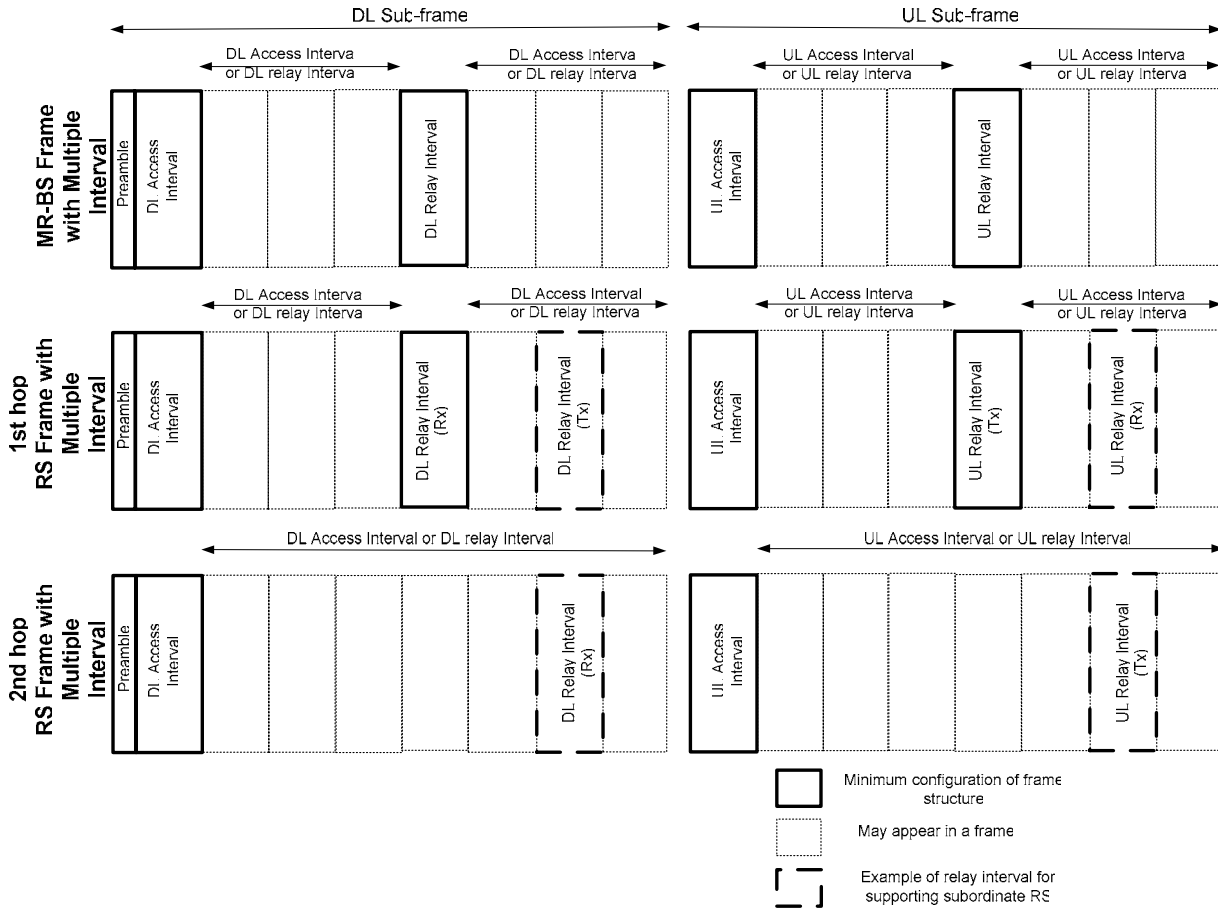 DL Sub-frame
UL Sub-frame
DL Access Interva
or DL relay Interva
DL Access Interva
or DL relay Interva
UL Access Interval
or UL relay Interva
UL Access Interva
or UL relay Interva
MR-BS Frame
with Multiple
Interval
Preamble
DL Access
Interval
DL Relay Interval
UL Access
Interval
UL Relay Interval
DL Access Interva
or DL relay Interva
DL Access Interval
or DL relay Interva
UL Access Interva
or UL relay Interva
UL Access Interva
or UL relay Interva
1st hop
RS Frame with
Multiple
Interval
Preamble
DL Access
Interval
DL Relay Interval
(Rx)
DL Relay Interval
(Tx)
UL Access
Interval
UL Relay Interval
(Tx)
UL Relay Interval
(Rx)
DL Access Interval or DL relay Interval
UL Access Interval or UL relay Interval
2nd hop
RS Frame with
Multiple
Interval
Preamble
DL Access
Interval
DL Relay Interval
(Rx)
UL Access
Interval
UL Relay Interval
(Tx)
Minimum configuration of frame
structure
May appear in a frame
Example of relay interval for
supporting subordinate RS